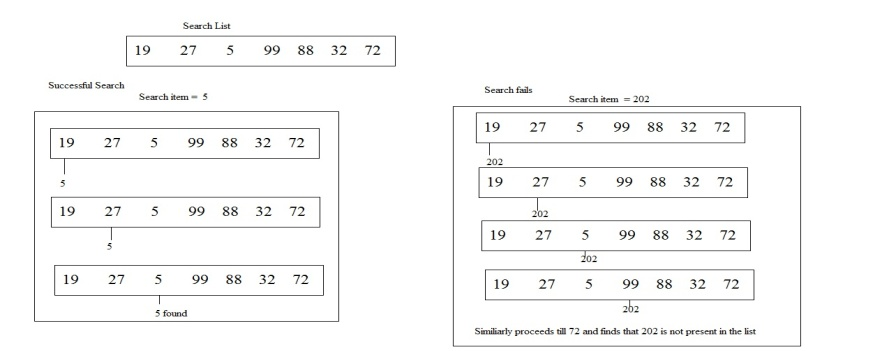 Search List
19 27 5 99 88 32 72
Successful Search
Search item = 5
19 27 5 99 88 32 72
5
19 27 5 99 88 32 72
5
19 27 5 99 88 32 72
5 found
Search fails
Search item = 202
19 27 5 99 88 32 72
202
19 27 5 99 88 32 72
202
19 27 5 99 88 32 72
202
19 27 5 99 88 32 72
202
Similiarly proceeds till 72 and finds that 202 is not present in the list